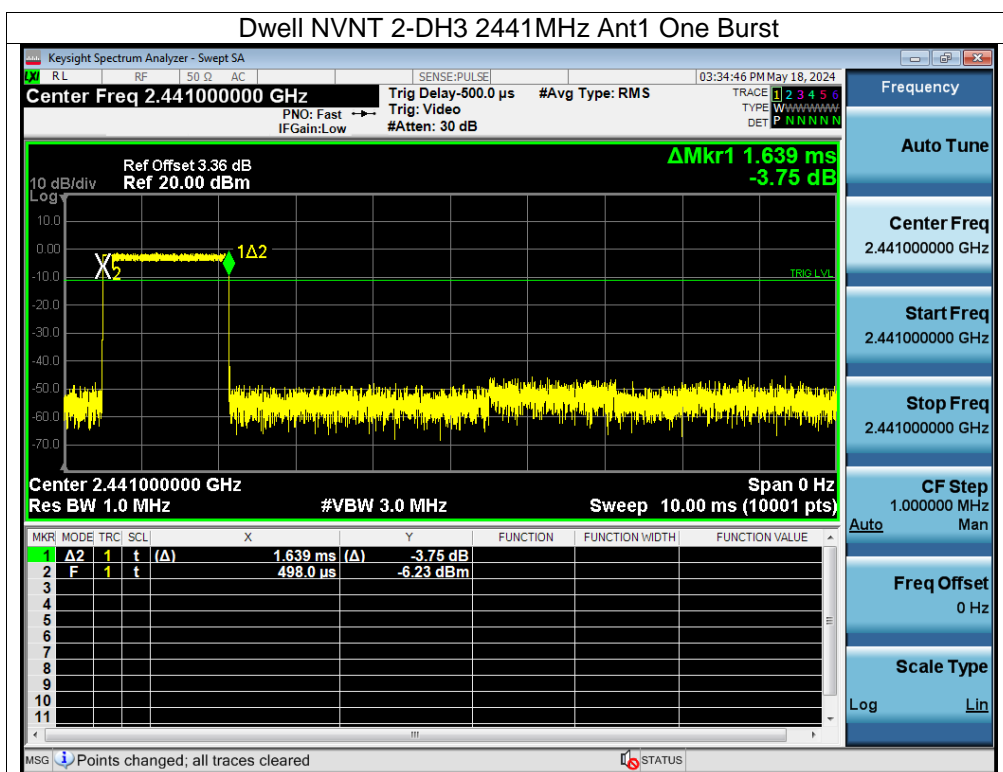 Dwell NVNT 2-DH3 2441MHz Ant1 One Burst
Keysight Spectrum Analyzer - Swept SA
LXI RL RF 50 Ω AC SENSE:PULSE 03:34:46 PM May 18, 2024
Center Freq 2.441000000 GHz Trig Delay-500.0 µs #Avg Type: RMS TRACE 1 2 3 4 5 6
PNO: Fast Trig: Video TYPE WWWWWWW
IFGain:Low #Atten: 30 dB DET P N N N N N
Frequency
Auto Tune
Center Freq
2.441000000 GHz
Start Freq
2.441000000 GHz
Stop Freq
2.441000000 GHz
CF Step
1.000000 MHz
Auto Man
Freq Offset
0 Hz
Scale Type
Log Lin
ΔMkr1 1.639 ms
-3.75 dB
Ref Offset 3.36 dB
10 dB/div Ref 20.00 dBm
Log
10.0
0.00
-10.0
-20.0
-30.0
-40.0
-50.0
-60.0
-70.0
1Δ2
X2
TRIG LVL
Center 2.441000000 GHz Span 0 Hz
Res BW 1.0 MHz #VBW 3.0 MHz Sweep 10.00 ms (10001 pts)
MKR MODE TRC SCL X Y FUNCTION FUNCTION WIDTH FUNCTION VALUE
1 Δ2 1 t (Δ) 1.639 ms (Δ) -3.75 dB
2 F 1 t 498.0 µs -6.23 dBm
3
4
5
6
7
8
9
10
11
MSG Points changed; all traces cleared STATUS